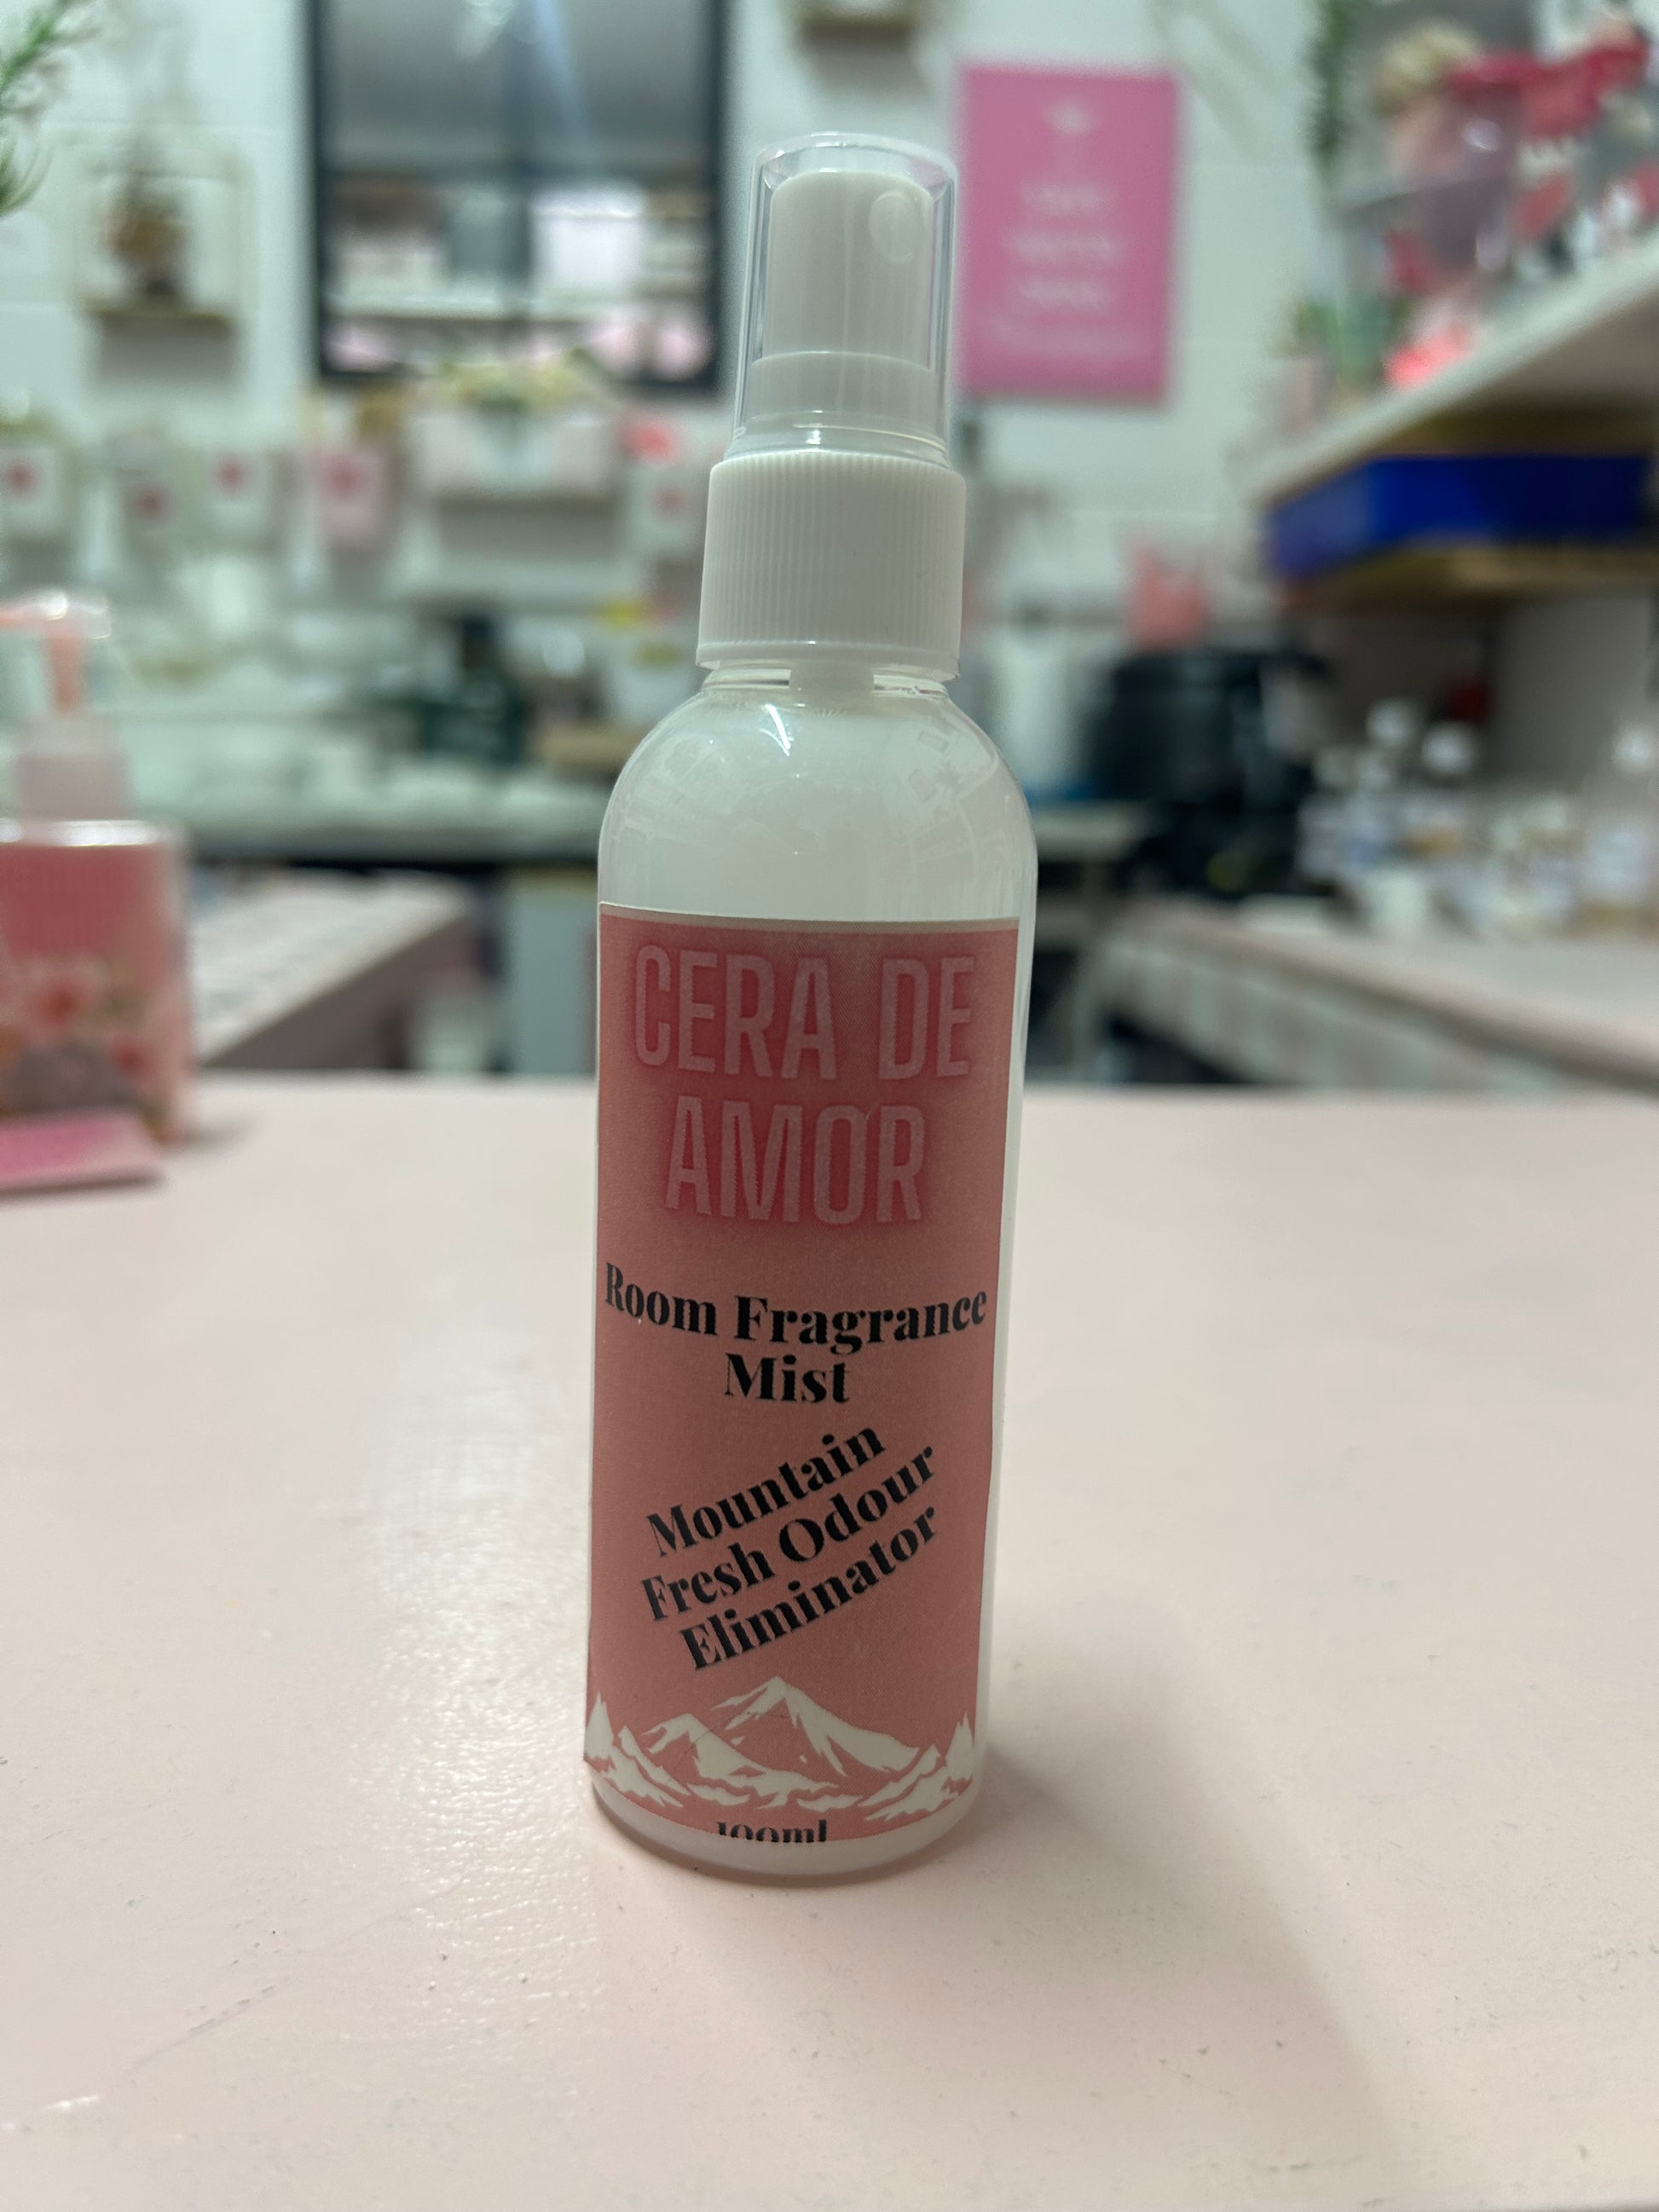 CERA DE
AMOR
Room Fragrance
Mist
Mountain
Fresh Odour
Eliminator
100ml